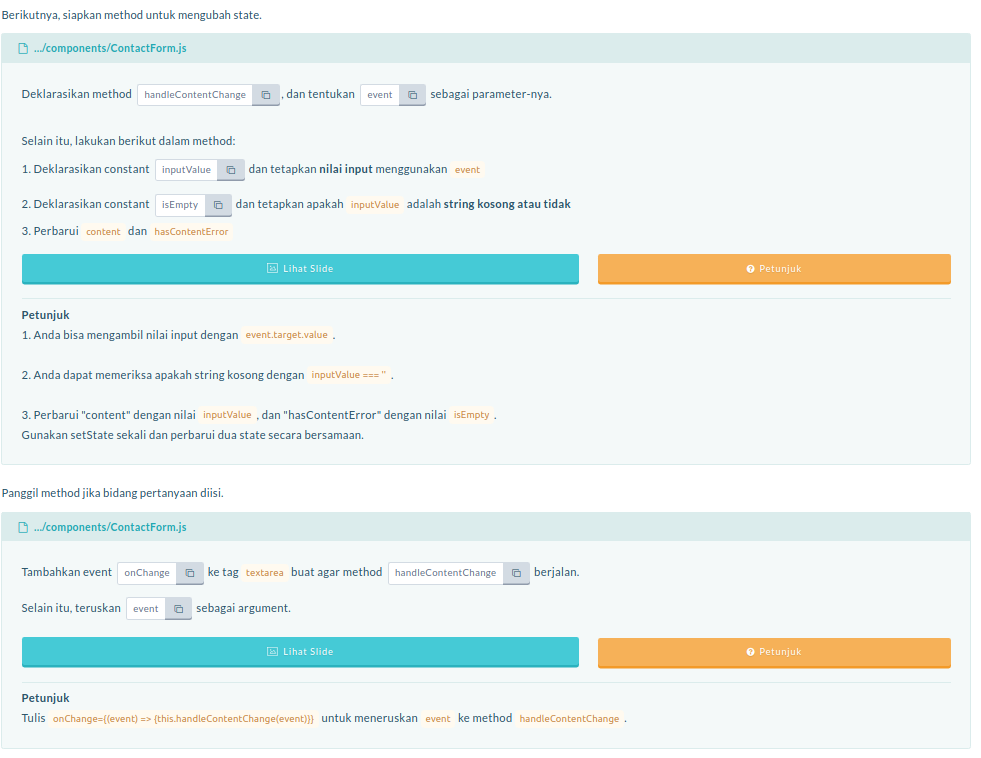 Berikutnya, siapkan method untuk mengubah state.
.../components/ContactForm.js
Deklarasikan method handleContentChange , dan tentukan event sebagai parameter-nya.
Selain itu, lakukan berikut dalam method:
1. Deklarasikan constant inputValue dan tetapkan nilai input menggunakan event
2. Deklarasikan constant isEmpty dan tetapkan apakah inputValue adalah string kosong atau tidak
3. Perbarui content dan hasContentError
Lihat Slide Petunjuk
Petunjuk
1. Anda bisa mengambil nilai input dengan event.target.value .
2. Anda dapat memeriksa apakah string kosong dengan inputValue === '' .
3. Perbarui "content" dengan nilai inputValue , dan "hasContentError" dengan nilai isEmpty .
Gunakan setState sekali dan perbarui dua state secara bersamaan.
Panggil method jika bidang pertanyaan diisi.
.../components/ContactForm.js
Tambahkan event onChange ke tag textarea buat agar method handleContentChange berjalan.
Selain itu, teruskan event sebagai argument.
Lihat Slide Petunjuk
Petunjuk
Tulis onChange={(event) => {this.handleContentChange(event)}} untuk meneruskan event ke method handleContentChange .